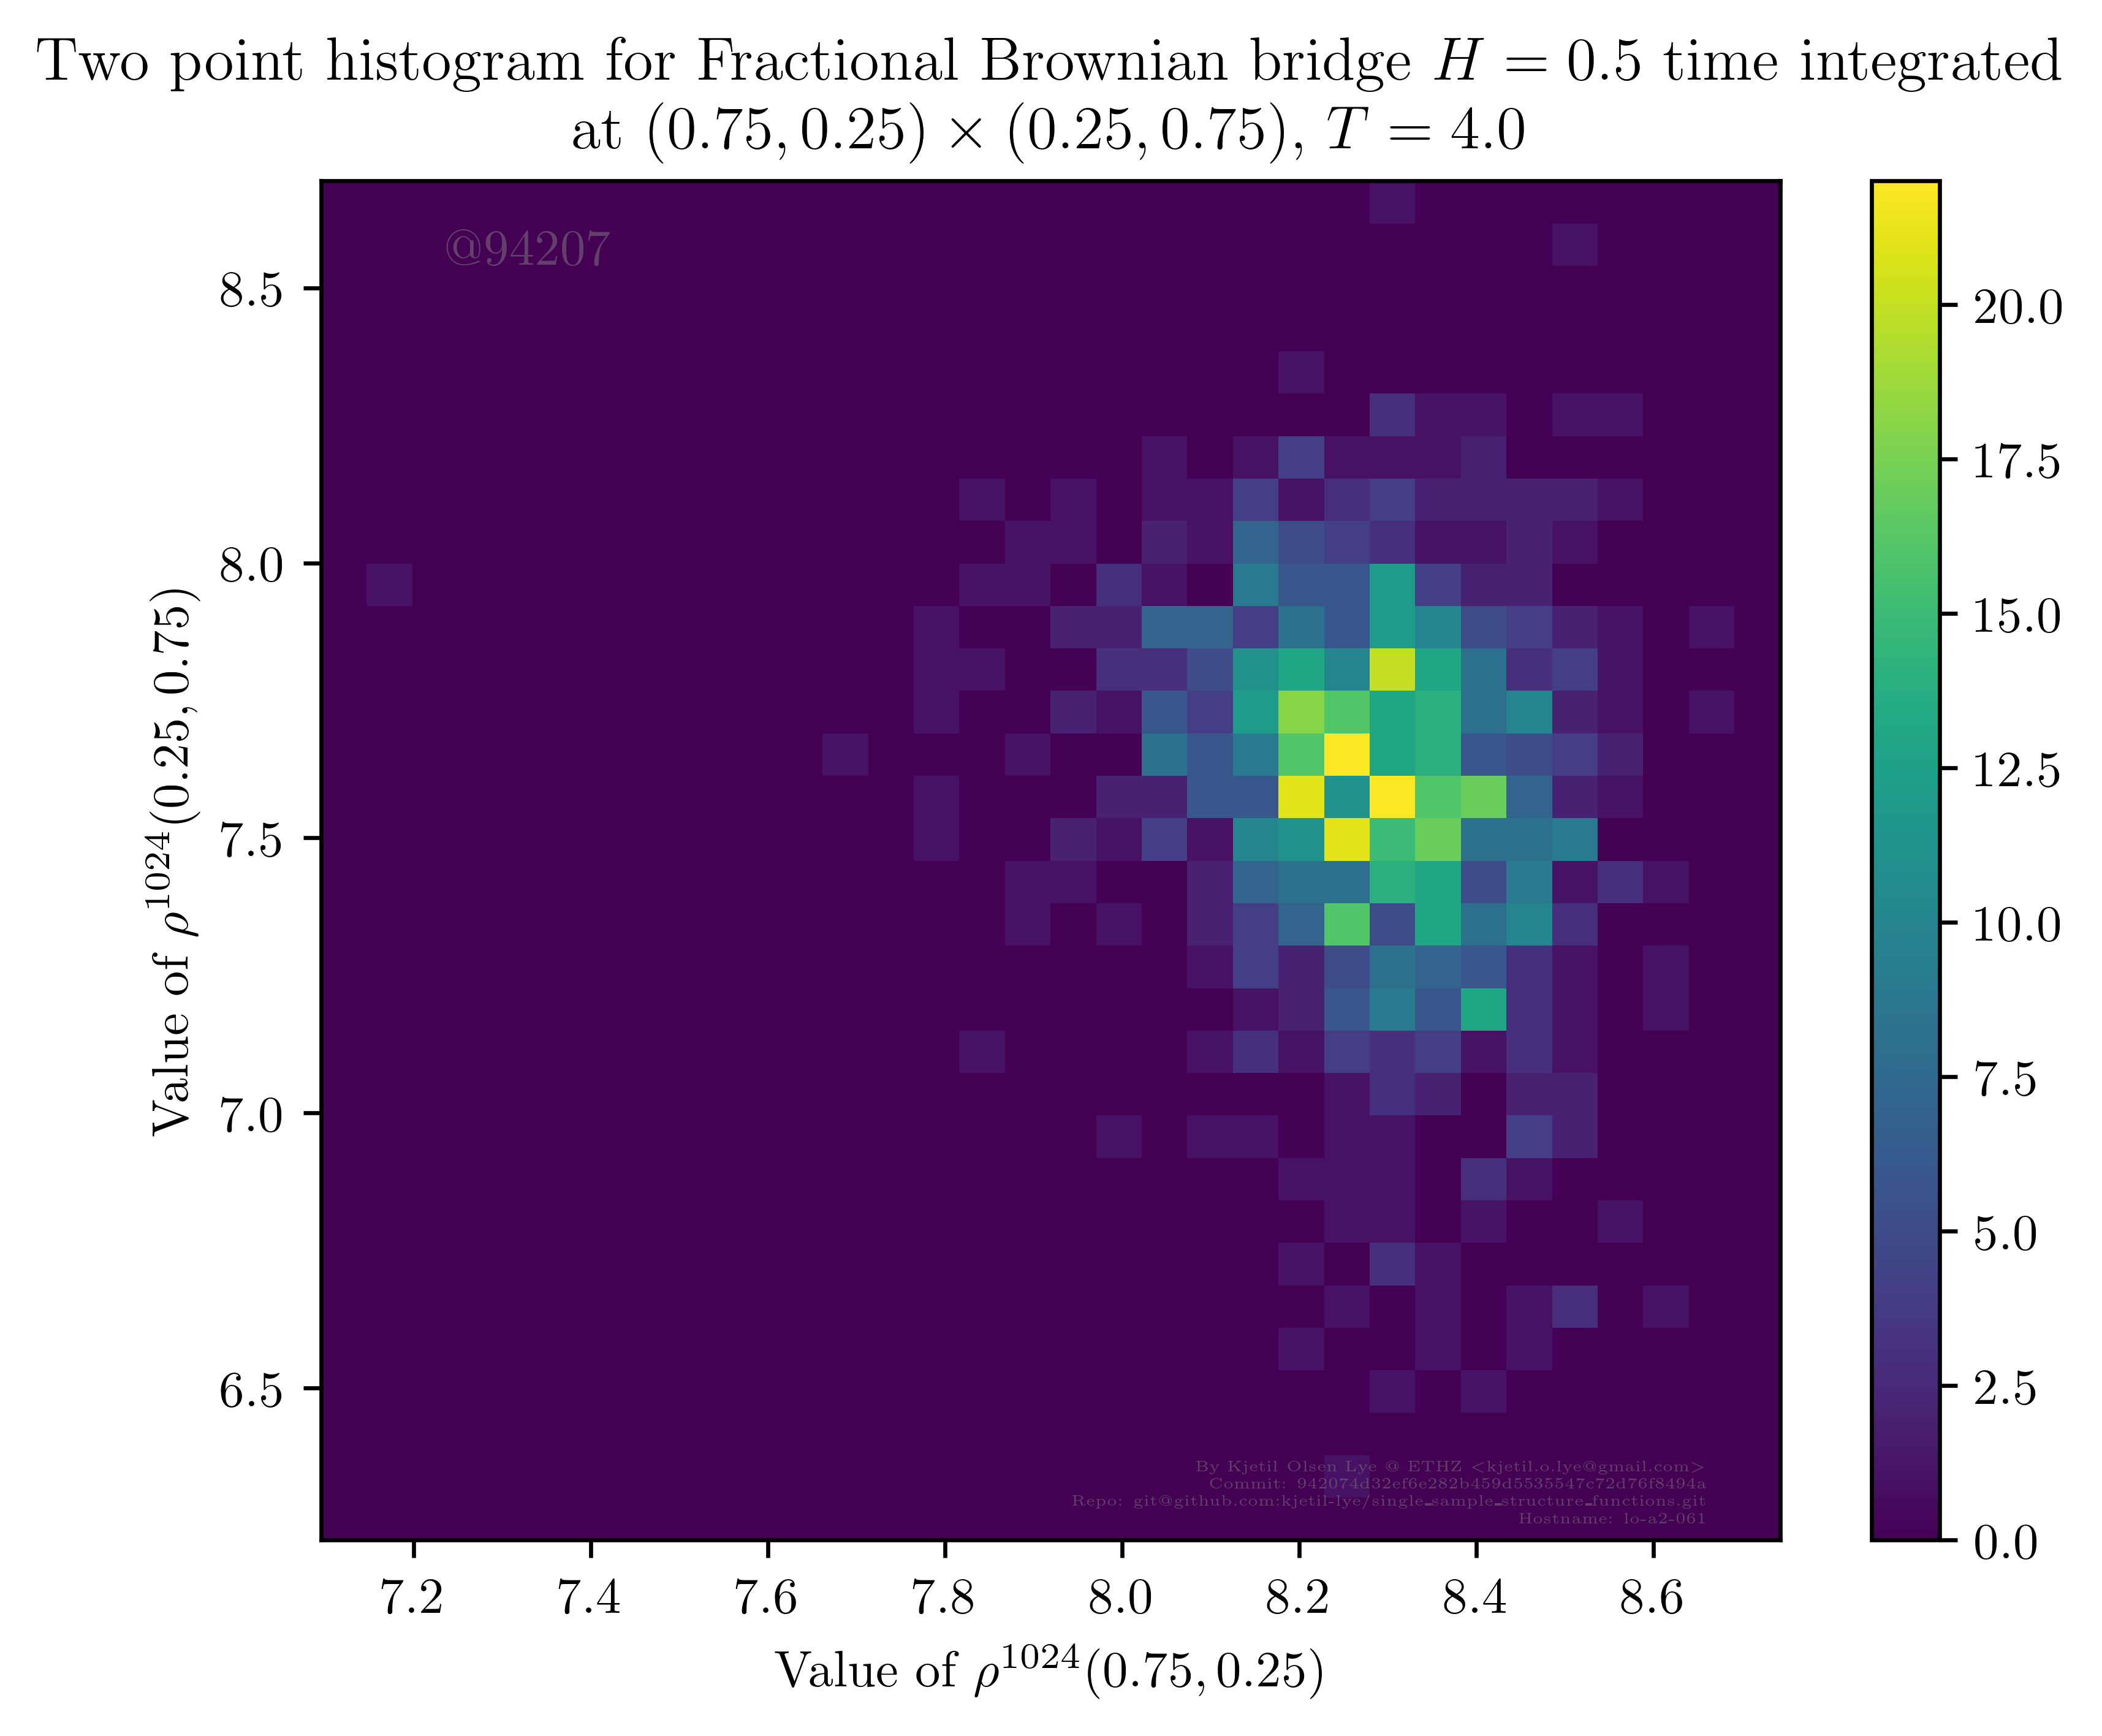 Two point histogram for Fractional Brownian bridge H = 0.5 time integrated
at (0.75, 0.25) × (0.25, 0.75), T = 4.0
@94207
8.5
8.0
7.5
7.0
6.5
Value of ρ^1024(0.25, 0.75)
7.2 7.4 7.6 7.8 8.0 8.2 8.4 8.6
Value of ρ^1024(0.75, 0.25)
20.0
17.5
15.0
12.5
10.0
7.5
5.0
2.5
0.0
By Kjetil Olsen Lye @ ETHZ <kjetil.o.lye@gmail.com>
Commit: 942074d32ef6e282b459d5535547c72d76f8494a
Repo: git@github.com:kjetil-lye/single_sample_structure_functions.git
Hostname: lo-a2-061